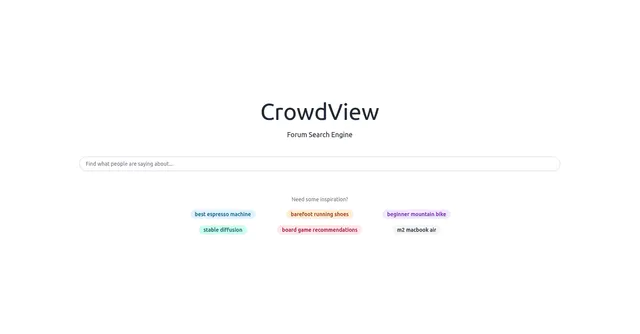 CrowdView
Forum Search Engine
Find what people are saying about...
Need some inspiration?
best espresso machine barefoot running shoes beginner mountain bike
stable diffusion board game recommendations m2 macbook air